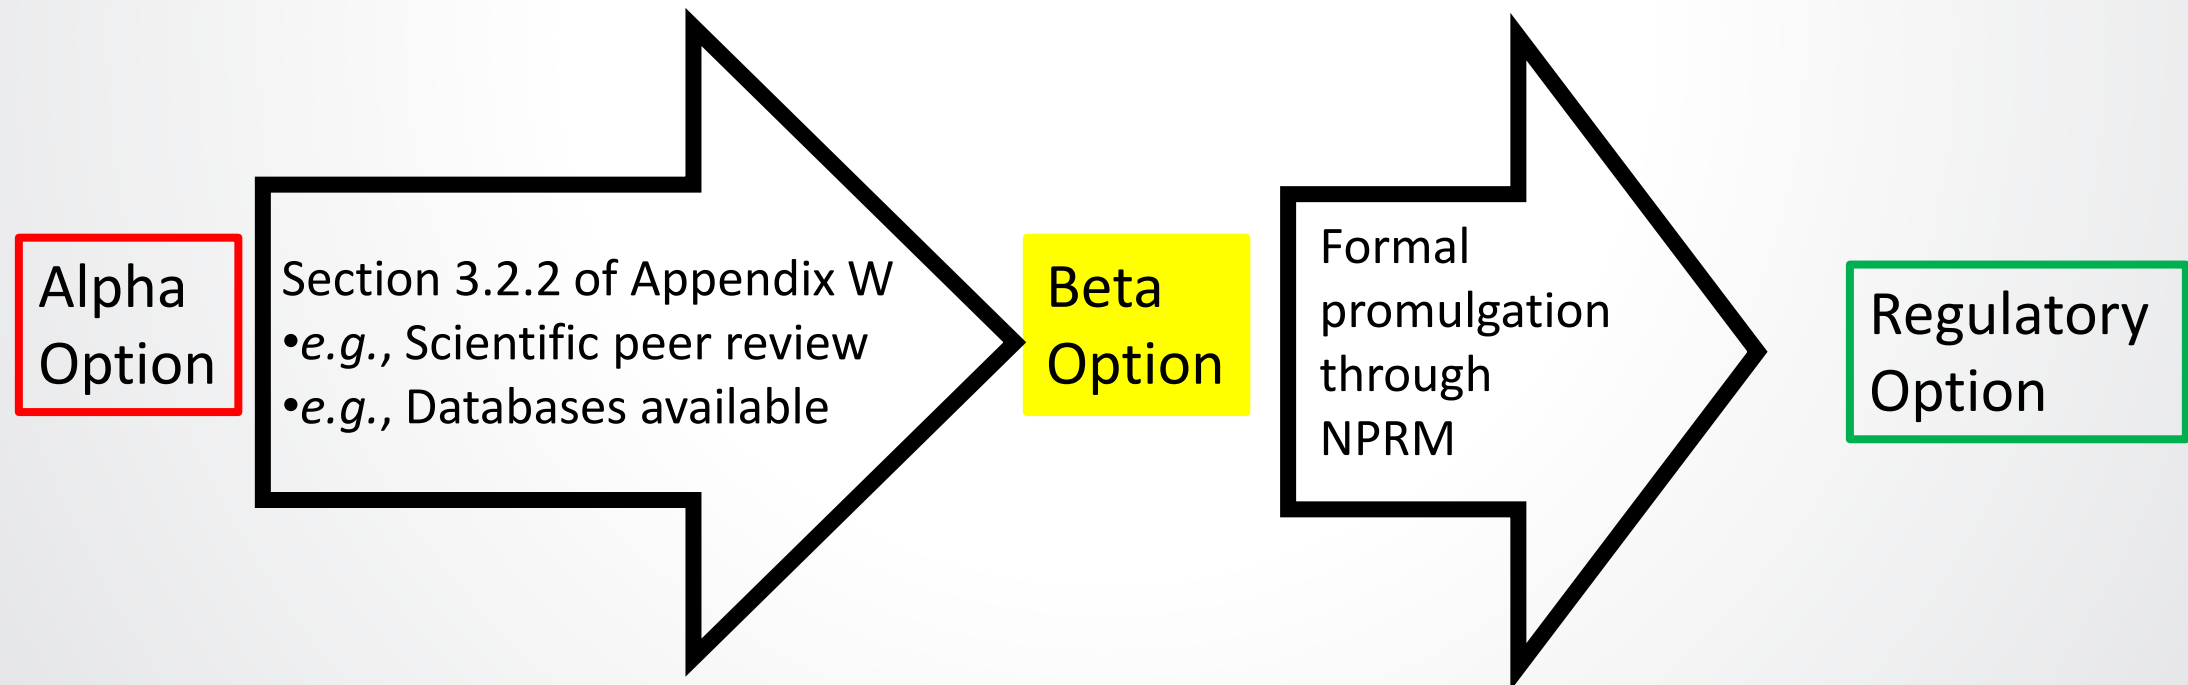 Alpha
Option
Section 3.2.2 of Appendix W
•e.g., Scientific peer review
•e.g., Databases available
Beta
Option
Formal
promulgation
through
NPRM
Regulatory
Option